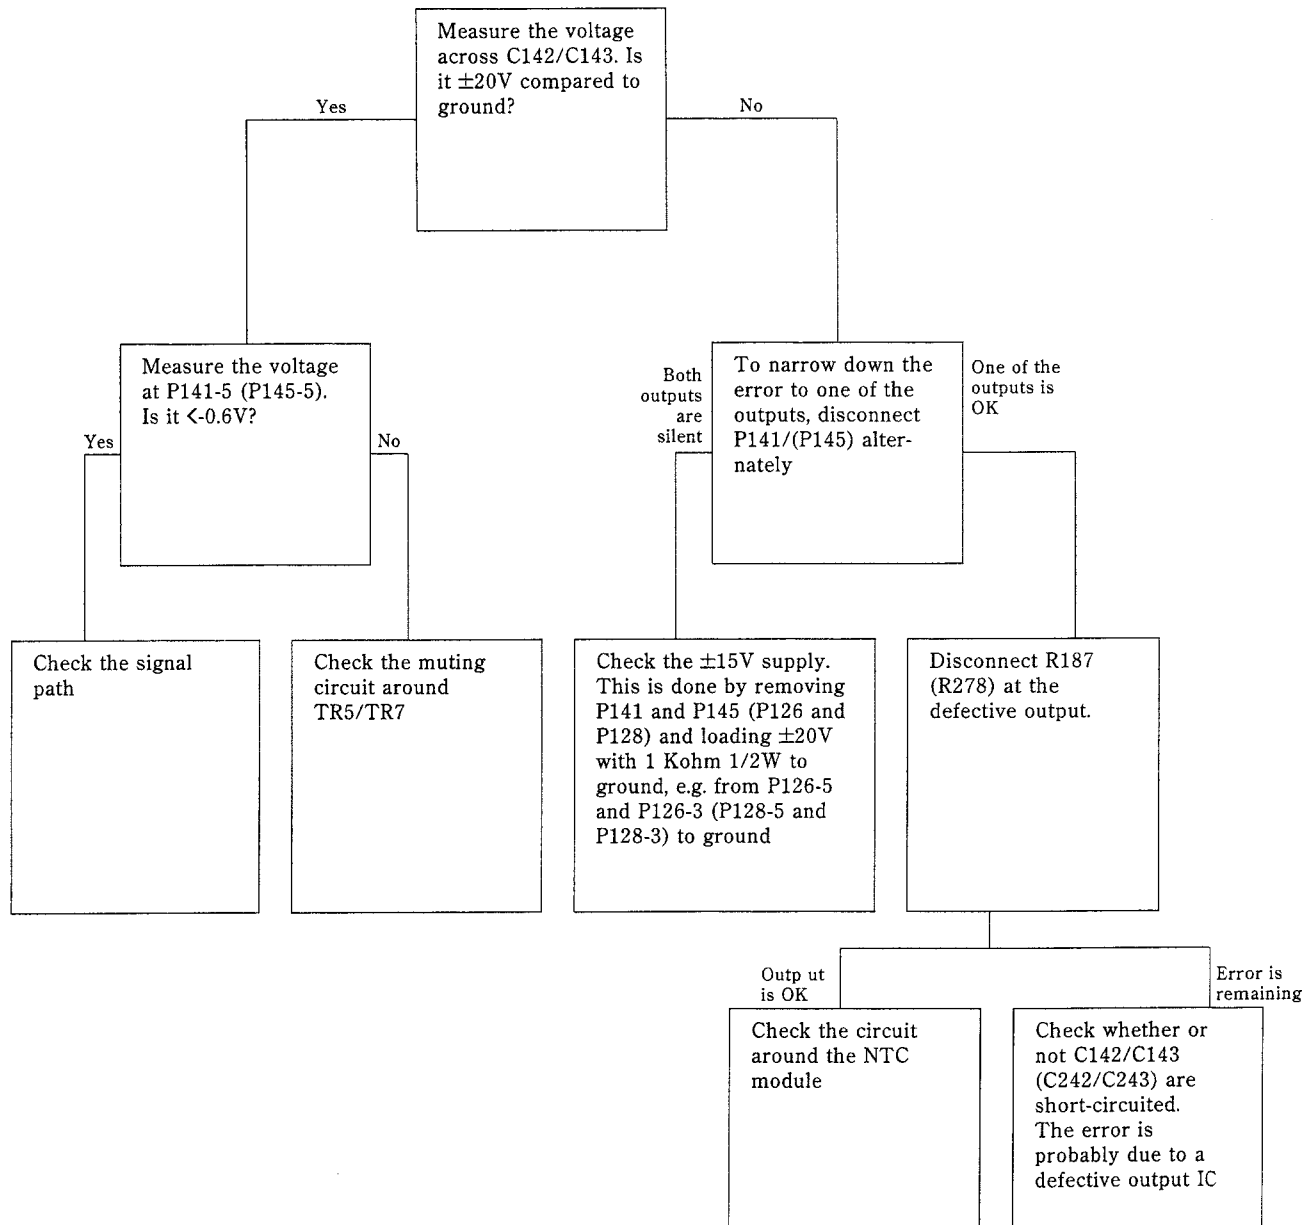 Measure the voltage
across C142/C143. Is
it ±20V compared to
ground?
Yes
No
Measure the voltage
at P141-5 (P145-5).
Is it <-0.6V?
Yes
No
Both
outputs
are
silent
To narrow down the
error to one of the
outputs, disconnect
P141/(P145) alter-
nately
One of the
outputs is
OK
Check the signal
path
Check the muting
circuit around
TR5/TR7
Check the ±15V supply.
This is done by removing
P141 and P145 (P126 and
P128) and loading ±20V
with 1 Kohm 1/2W to
ground, e.g. from P126-5
and P126-3 (P128-5 and
P128-3) to ground
Disconnect R187
(R278) at the
defective output.
Outp ut
is OK
Error is
remaining
Check the circuit
around the NTC
module
Check whether or
not C142/C143
(C242/C243) are
short-circuited.
The error is
probably due to a
defective output IC